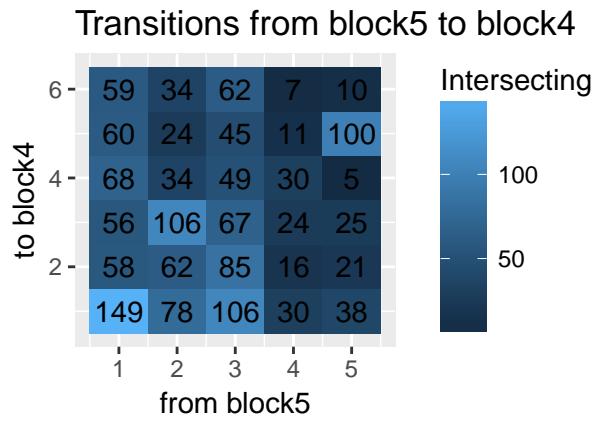 Transitions from block5 to block4
to block4
6
59 34 62 7 10
60 24 45 11 100
4
68 34 49 30 5
56 106 67 24 25
2
58 62 85 16 21
149 78 106 30 38
1 2 3 4 5
from block5
Intersecting
100
50